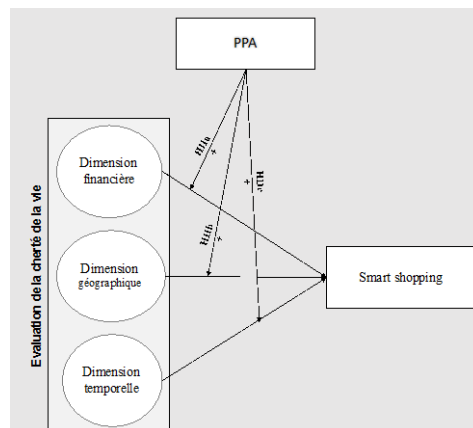 PPA
+
+
+
Evaluation de la cherté de la vie
Dimension
financière
Dimension
géographique
Smart shopping
Dimension
temporelle